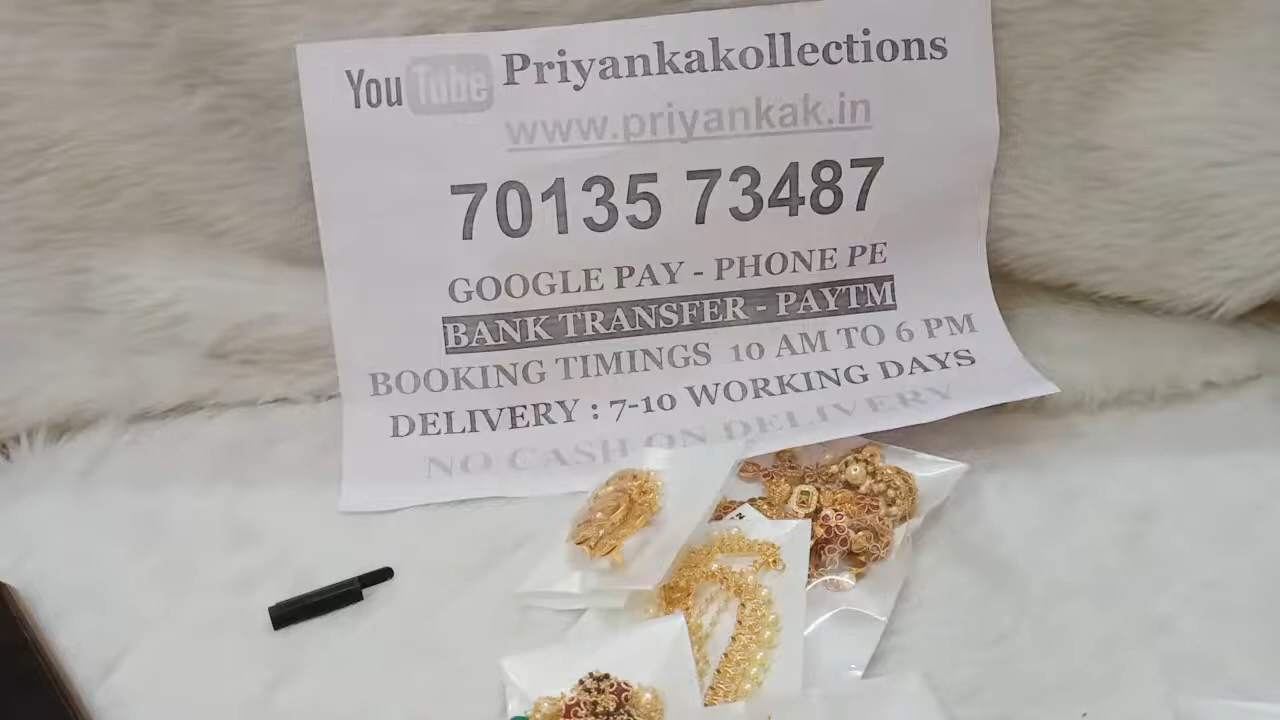 YouTube Priyankakollections
www.priyankak.in
70135 73487
GOOGLE PAY - PHONE PE
BANK TRANSFER - PAYTM
BOOKING TIMINGS 10 AM TO 6 PM
DELIVERY : 7-10 WORKING DAYS
NO CASH ON DELIVERY